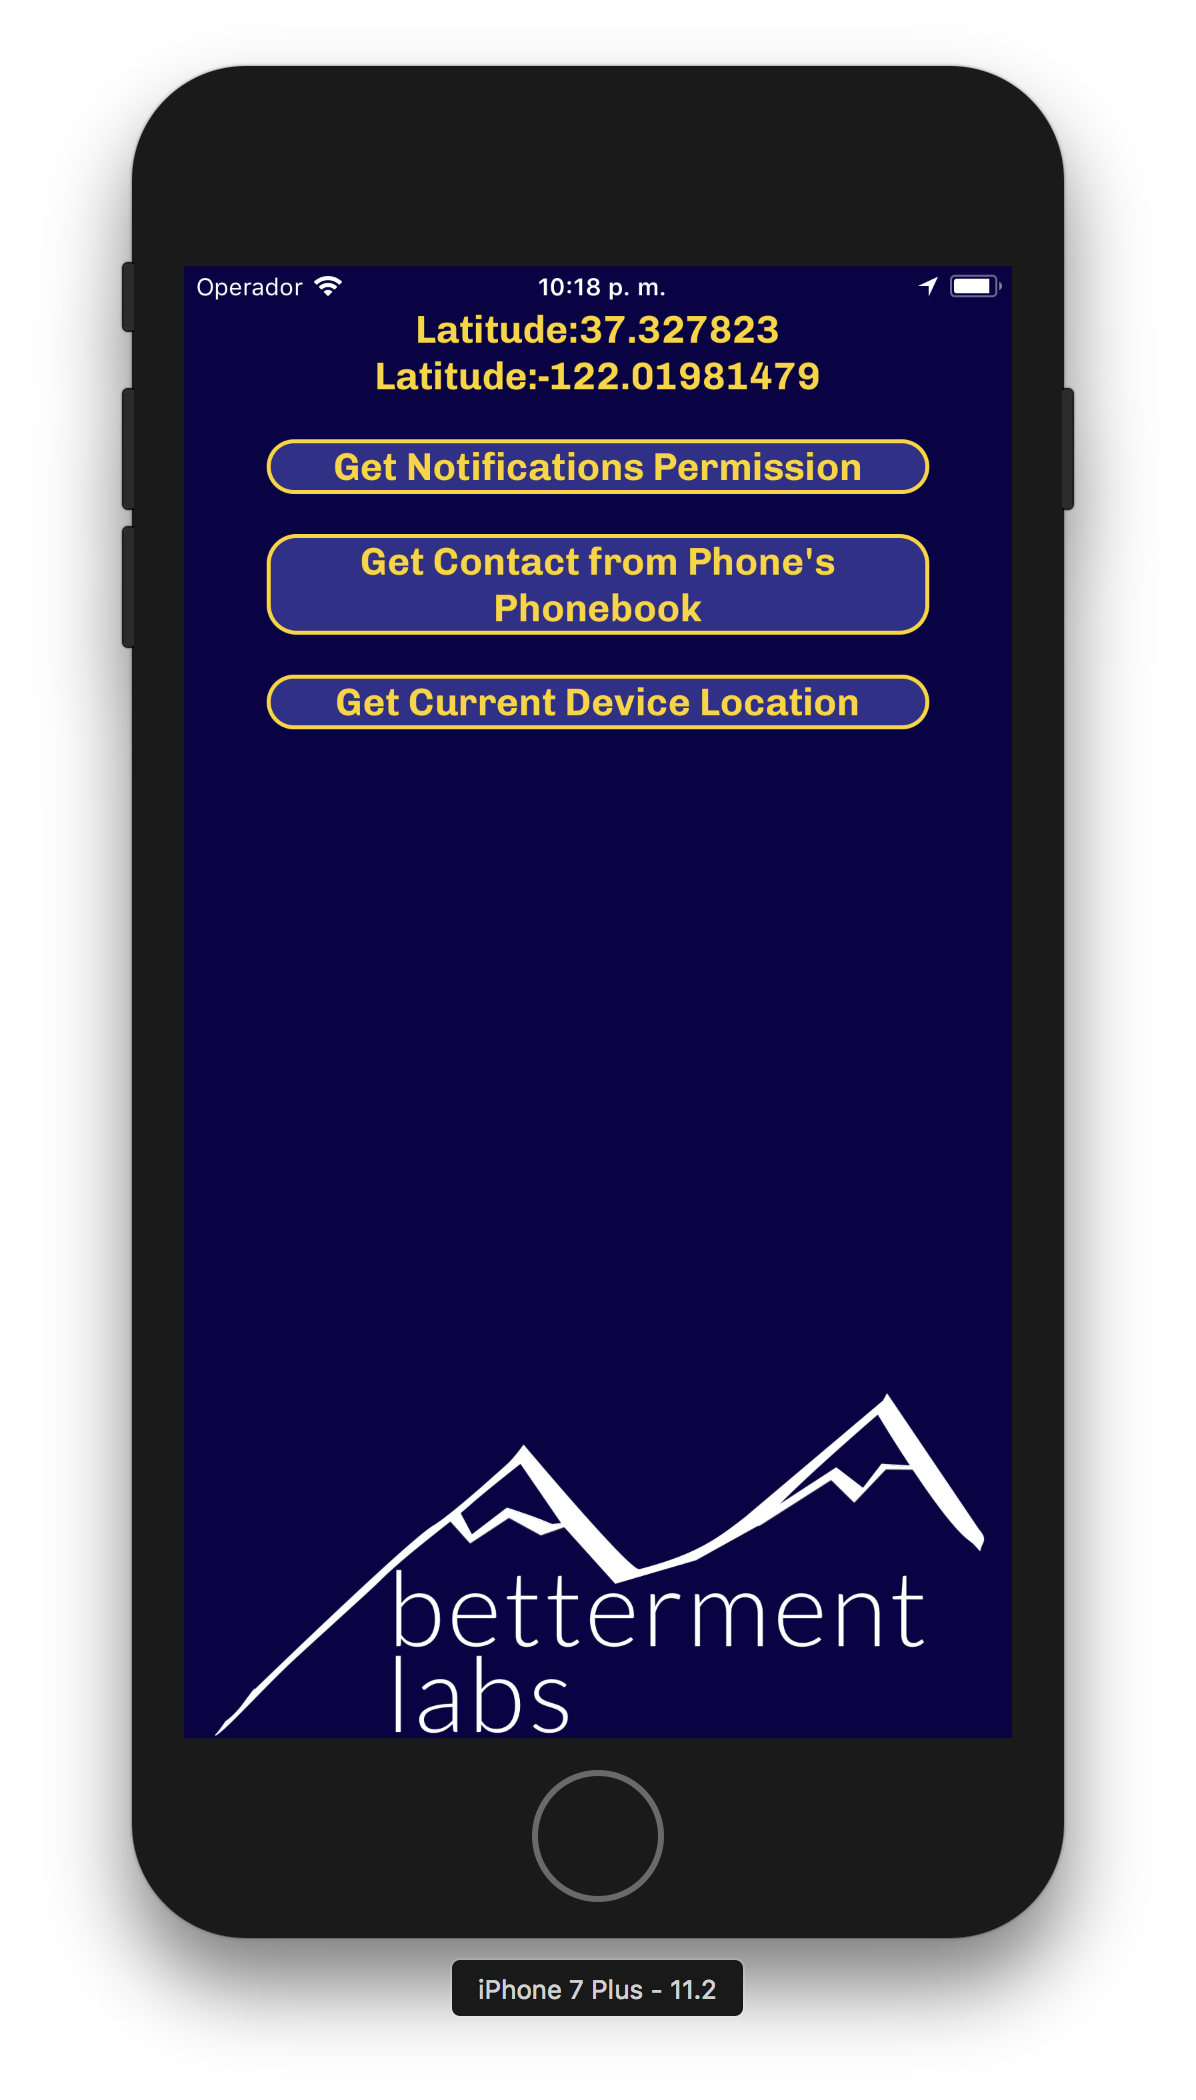 Operador
10:18 p. m.
Latitude:37.327823
Latitude:-122.01981479
Get Notifications Permission
Get Contact from Phone's
Phonebook
Get Current Device Location
betterment
labs
iPhone 7 Plus - 11.2